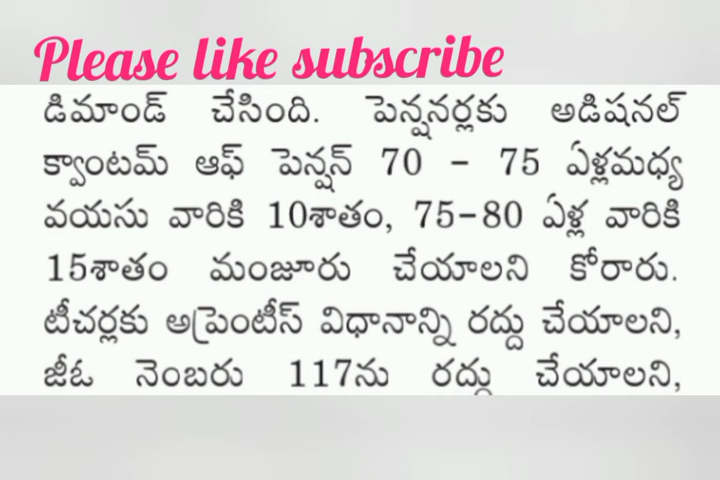 Please like subscribe
డిమాండ్ చేసింది. పెన్షనర్లకు అడిషనల్
క్వాంటమ్ ఆఫ్ పెన్షన్ 70 - 75 ఏళ్లమధ్య
వయసు వారికి 10శాతం, 75-80 ఏళ్ల వారికి
15శాతం మంజూరు చేయాలని కోరారు.
టీచర్లకు అప్రెంటీస్ విధానాన్ని రద్దు చేయాలని,
జీఓ నెంబరు 117ను రద్దు చేయాలని,